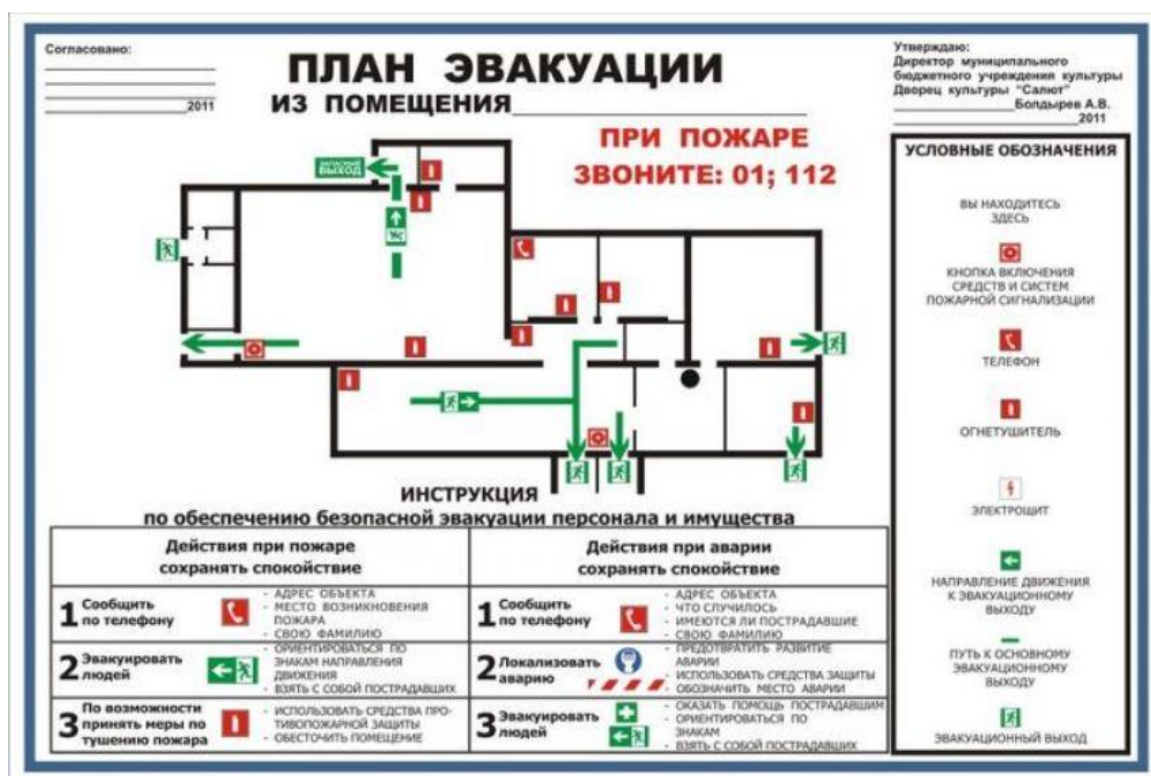 Согласовано:
2011
ПЛАН ЭВАКУАЦИИ
ИЗ ПОМЕЩЕНИЯ
Утверждаю:
Директор муниципального
бюджетного учреждения культуры
Дворец культуры "Салют"
Болдырев А.В.
2011
ПРИ ПОЖАРЕ
ЗВОНИТЕ: 01; 112
ЗАПАСНЫЙ
ВЫХОД
УСЛОВНЫЕ ОБОЗНАЧЕНИЯ
ВЫ НАХОДИТЕСЬ
ЗДЕСЬ
КНОПКА ВКЛЮЧЕНИЯ
СРЕДСТВ И СИСТЕМ
ПОЖАРНОЙ СИГНАЛИЗАЦИИ
ТЕЛЕФОН
ОГНЕТУШИТЕЛЬ
ЭЛЕКТРОЩИТ
НАПРАВЛЕНИЕ ДВИЖЕНИЯ
К ЭВАКУАЦИОННОМУ
ВЫХОДУ
ПУТЬ К ОСНОВНОМУ
ЭВАКУАЦИОННОМУ
ВЫХОДУ
ЭВАКУАЦИОННЫЙ ВЫХОД
ИНСТРУКЦИЯ
по обеспечению безопасной эвакуации персонала и имущества
Действия при пожаре
сохранять спокойствие
1 Сообщить
по телефону
- АДРЕС ОБЪЕКТА
- МЕСТО ВОЗНИКНОВЕНИЯ
ПОЖАРА
- СВОЮ ФАМИЛИЮ
2 Эвакуировать
людей
- ОРИЕНТИРОВАТЬСЯ ПО
ЗНАКАМ НАПРАВЛЕНИЯ
ДВИЖЕНИЯ
- ВЗЯТЬ С СОБОЙ ПОСТРАДАВШИХ
3 По возможности
принять меры по
тушению пожара
- ИСПОЛЬЗОВАТЬ СРЕДСТВА ПРО-
ТИВОПОЖАРНОЙ ЗАЩИТЫ
- ОБЕСТОЧИТЬ ПОМЕЩЕНИЕ
Действия при аварии
сохранять спокойствие
1 Сообщить
по телефону
- АДРЕС ОБЪЕКТА
- ЧТО СЛУЧИЛОСЬ
- ИМЕЮТСЯ ЛИ ПОСТРАДАВШИЕ
- СВОЮ ФАМИЛИЮ
2 Локализовать
аварию
- ПРЕДОТВРАТИТЬ РАЗВИТИЕ
АВАРИИ
- ИСПОЛЬЗОВАТЬ СРЕДСТВА ЗАЩИТЫ
- ОБОЗНАЧИТЬ МЕСТО АВАРИИ
3 Эвакуировать
людей
- ОКАЗАТЬ ПОМОЩЬ ПОСТРАДАВШИМ
- ОРИЕНТИРОВАТЬСЯ ПО
ЗНАКАМ
- ВЗЯТЬ С СОБОЙ ПОСТРАДАВШИХ